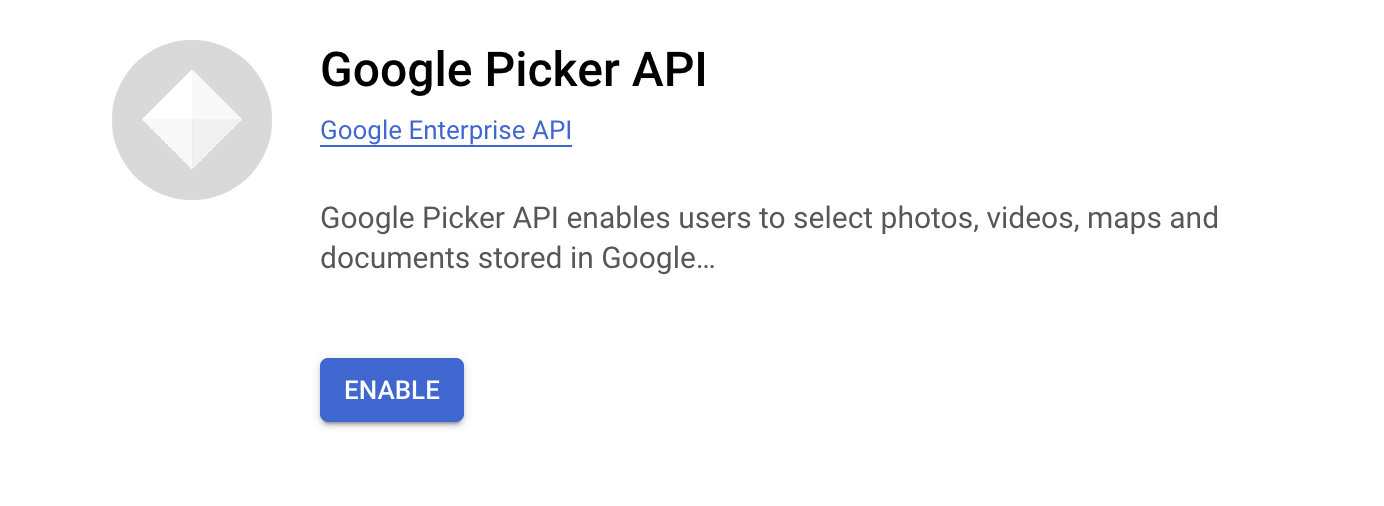 Google Picker API
Google Enterprise API
Google Picker API enables users to select photos, videos, maps and
documents stored in Google…
ENABLE